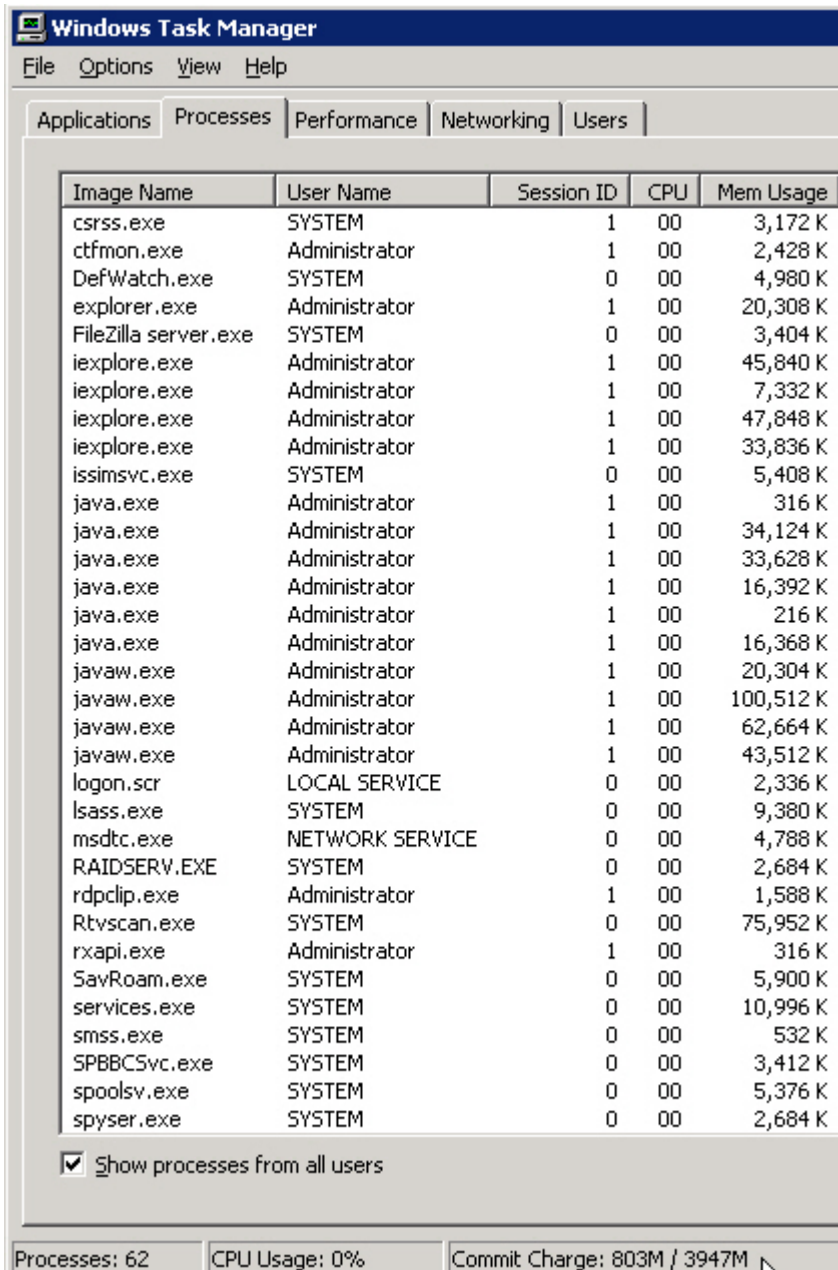 Windows Task Manager
File Options View Help
Applications Processes Performance Networking Users
Image Name User Name Session ID CPU Mem Usage
csrss.exe SYSTEM 1 00 3,172 K
ctfmon.exe Administrator 1 00 2,428 K
DefWatch.exe SYSTEM 0 00 4,980 K
explorer.exe Administrator 1 00 20,308 K
FileZilla server.exe SYSTEM 0 00 3,404 K
iexplore.exe Administrator 1 00 45,840 K
iexplore.exe Administrator 1 00 7,332 K
iexplore.exe Administrator 1 00 47,848 K
iexplore.exe Administrator 1 00 33,836 K
issimsvc.exe SYSTEM 0 00 5,408 K
java.exe Administrator 1 00 316 K
java.exe Administrator 1 00 34,124 K
java.exe Administrator 1 00 33,628 K
java.exe Administrator 1 00 16,392 K
java.exe Administrator 1 00 216 K
java.exe Administrator 1 00 16,368 K
javaw.exe Administrator 1 00 20,304 K
javaw.exe Administrator 1 00 100,512 K
javaw.exe Administrator 1 00 62,664 K
javaw.exe Administrator 1 00 43,512 K
logon.scr LOCAL SERVICE 0 00 2,336 K
lsass.exe SYSTEM 0 00 9,380 K
msdtc.exe NETWORK SERVICE 0 00 4,788 K
RAIDSERV.EXE SYSTEM 0 00 2,684 K
rdpclip.exe Administrator 1 00 1,588 K
Rtvscan.exe SYSTEM 0 00 75,952 K
rxapi.exe Administrator 1 00 316 K
SavRoam.exe SYSTEM 0 00 5,900 K
services.exe SYSTEM 0 00 10,996 K
smss.exe SYSTEM 0 00 532 K
SPBBCSvc.exe SYSTEM 0 00 3,412 K
spoolsv.exe SYSTEM 0 00 5,376 K
spyser.exe SYSTEM 0 00 2,684 K
Show processes from all users
Processes: 62 CPU Usage: 0% Commit Charge: 803M / 3947M